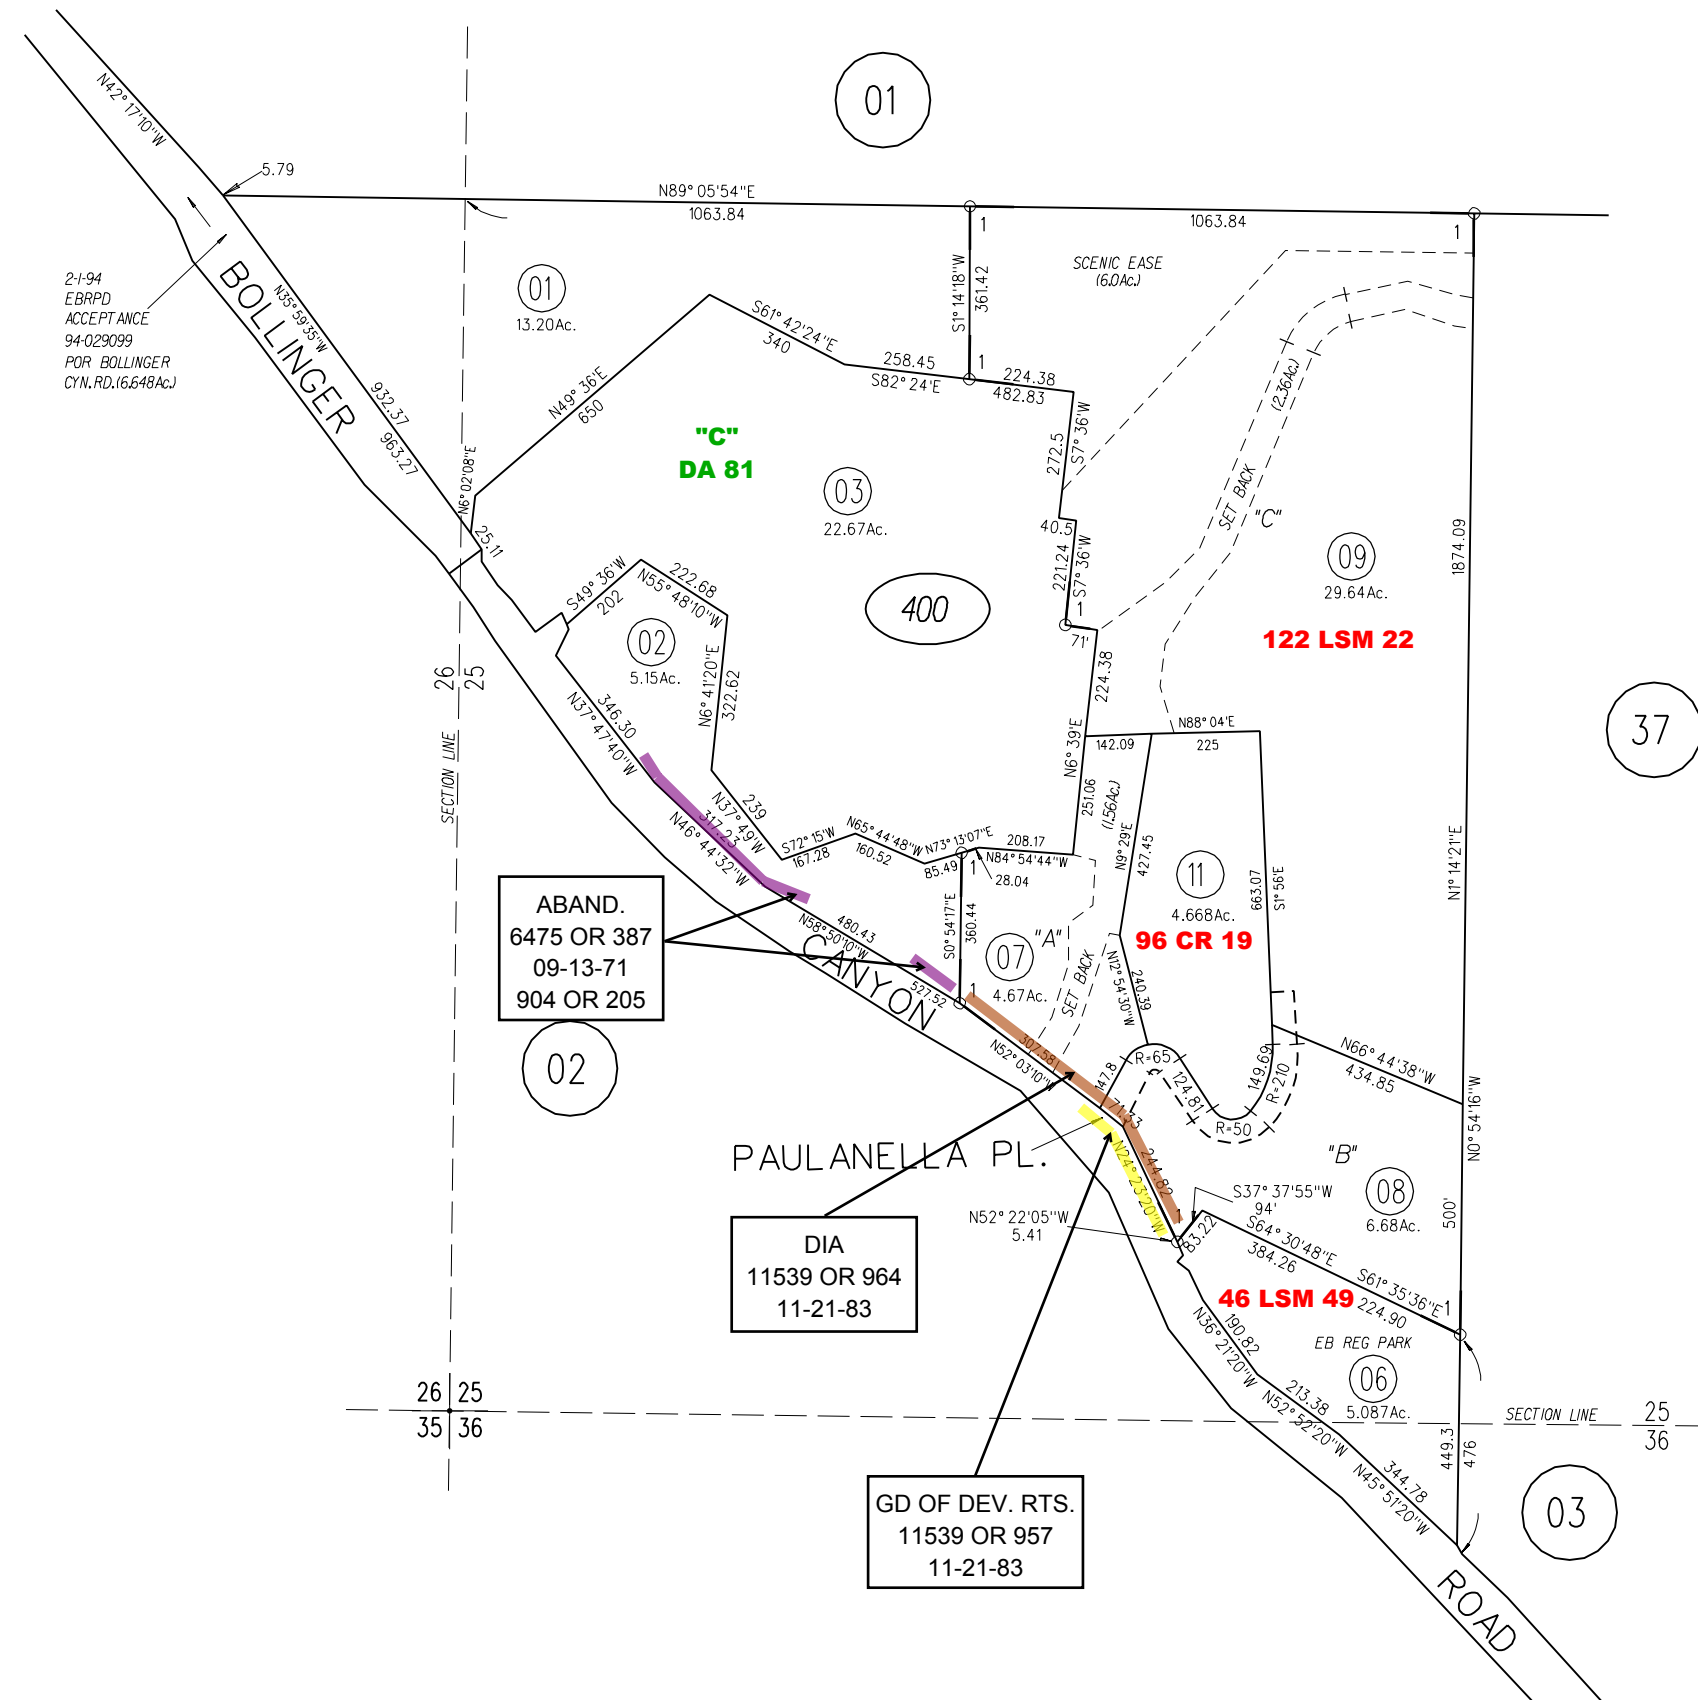 01
N42° 17'10"W
5.79
N89° 05'54"E
1063.84
1063.84
1
1
S1° 14'18"W
361.42
SCENIC EASE
(6.0Ac.)
2-1-94
EBRPD
ACCEPTANCE
94-029099
POR BOLLINGER
CYN.RD.(6.648Ac.)
BOLLINGER
N35° 59'35"W
932.37
963.27
01
13.20Ac.
S61° 42'24"E
340
258.45
S82° 24'E
1
224.38
482.83
N49° 36'E
650
"C"
DA 81
03
22.67Ac.
272.5
S7° 36'W
40.5
221.24
S7° 36'W
(2.36Ac.)
SET BACK
"C"
09
29.64Ac.
122 LSM 22
1874.09
N6° 02'08"E
25.11
S49° 36'W
202
222.68
N55° 48'10"W
02
5.15Ac.
400
1
71'
224.38
26
25
N6° 41'20"E
322.62
346.30
N37° 47'40"W
SECTION LINE
37
N88° 04'E
142.09
225
N6° 39'E
251.06
(1.56Ac.)
239
N37° 49'W
317.23
N46° 44'32"W
S72° 15'W
167.28
N65° 44'48"W
160.52
N73° 13'07"E
85.49
208.17
N84° 54'44"W
1
28.04
N9° 29'E
427.45
11
4.668Ac.
96 CR 19
663.07
S1° 56'E
N1° 14'21"E
ABAND.
6475 OR 387
09-13-71
904 OR 205
480.43
N58° 50'10"W
527.52
CANYON
S0° 54'17"E
360.44
1
"A"
07
4.67Ac.
SET BACK
N12° 54'30"W
240.39
02
307.58
N52° 03'10"W
147.8
R=65
124.81
R=50
149.69
R=210
N66° 44'38"W
434.85
71.33
PAULANELLA PL.
244.82
N24° 23'20"W
"B"
08
6.68Ac.
N0° 54'16"W
500'
N52° 22'05"W
5.41
1
S37° 37'55"W
94'
83.22
S64° 30'48"E
384.26
S61° 35'36"E
224.90
1
DIA
11539 OR 964
11-21-83
46 LSM 49
EB REG PARK
06
5.087Ac.
190.82
N36° 21'20"W
213.38
N52° 52'20"W
26 25
35 36
SECTION LINE
25
36
449.3
476
344.78
N45° 51'20"W
GD OF DEV. RTS.
11539 OR 957
11-21-83
03
ROAD